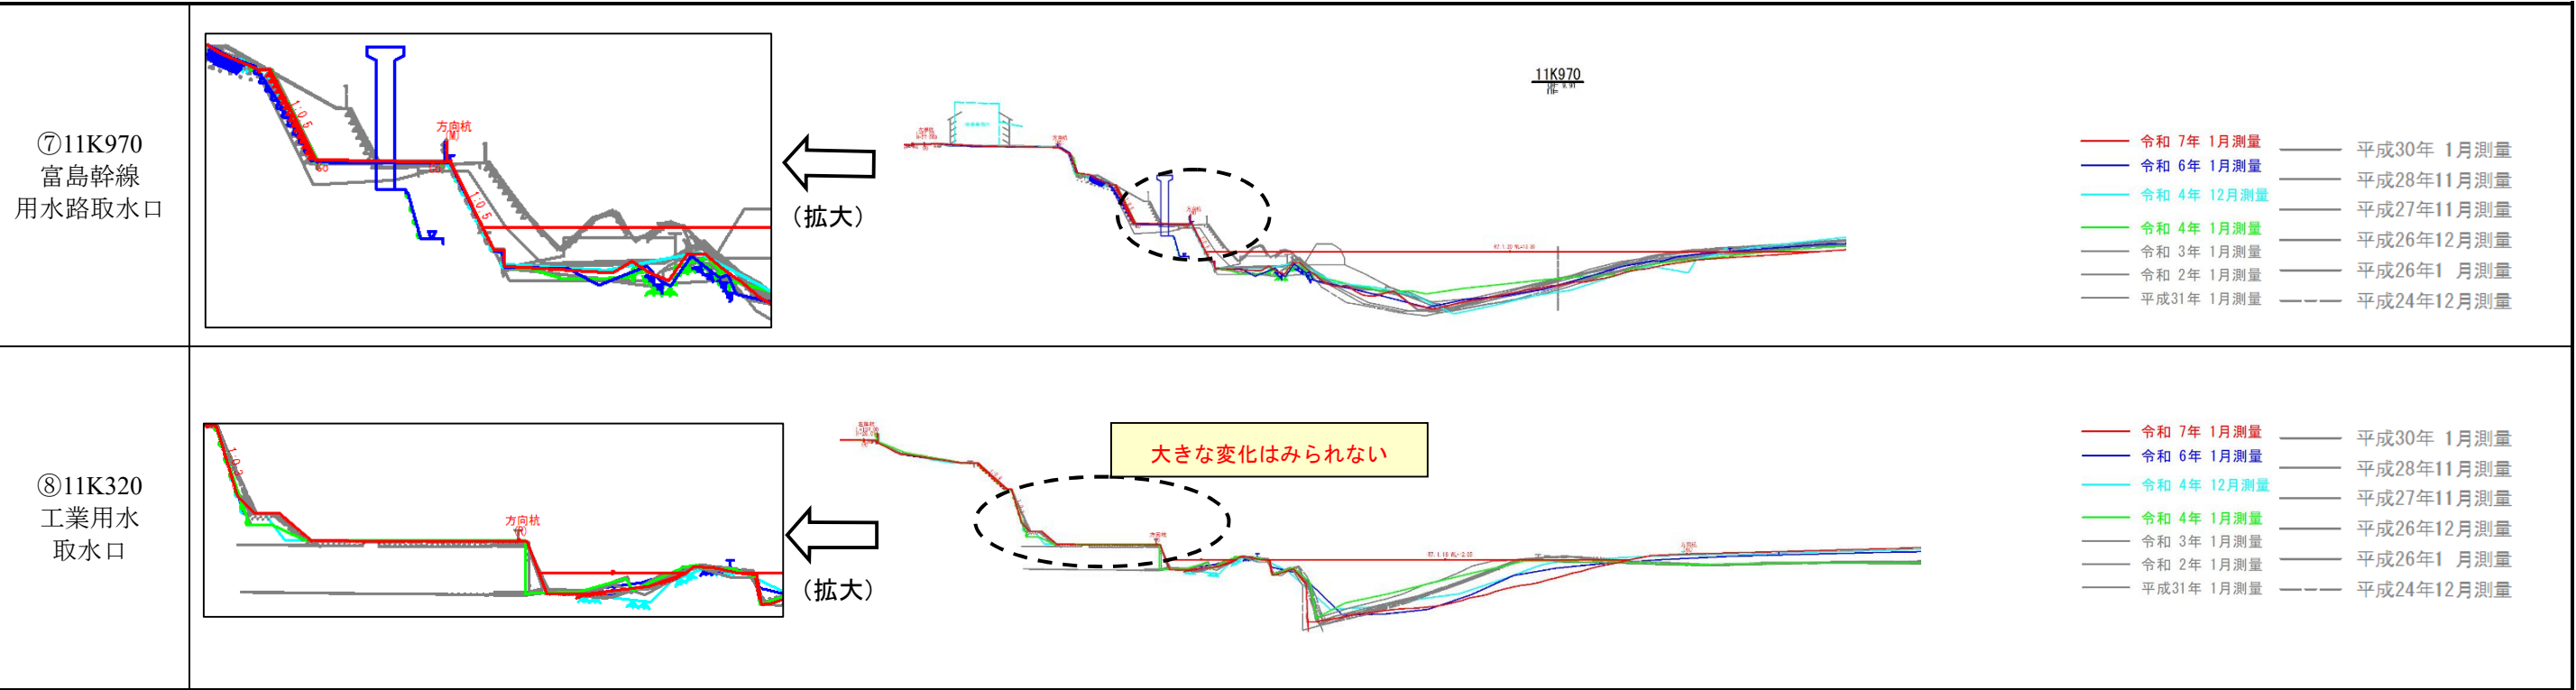 ⑦11K970
富島幹線
用水路取水口
1:0.5
方向杭
(M)
1:0.5
(拡大)
11K970
方向杭
方向杭
令和 7年 1月測量
令和 6年 1月測量
令和 4年 12月測量
令和 4年 1月測量
令和 3年 1月測量
令和 2年 1月測量
平成31年 1月測量
平成30年 1月測量
平成28年11月測量
平成27年11月測量
平成26年12月測量
平成26年1 月測量
平成24年12月測量
⑧11K320
工業用水
取水口
方向杭
(拡大)
大きな変化はみられない
方向杭
令和 7年 1月測量
令和 6年 1月測量
令和 4年 12月測量
令和 4年 1月測量
令和 3年 1月測量
令和 2年 1月測量
平成31年 1月測量
平成30年 1月測量
平成28年11月測量
平成27年11月測量
平成26年12月測量
平成26年1 月測量
平成24年12月測量